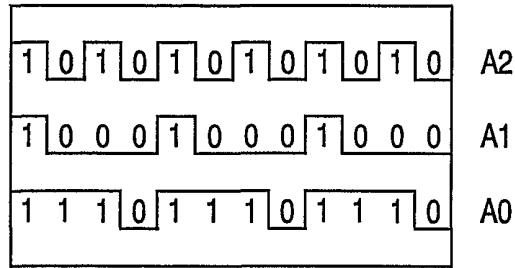 1 0 1 0 1 0 1 0 1 0 1 0 A2
1 0 0 0 1 0 0 0 1 0 0 0 A1
1 1 1 0 1 1 1 0 1 1 1 0 A0